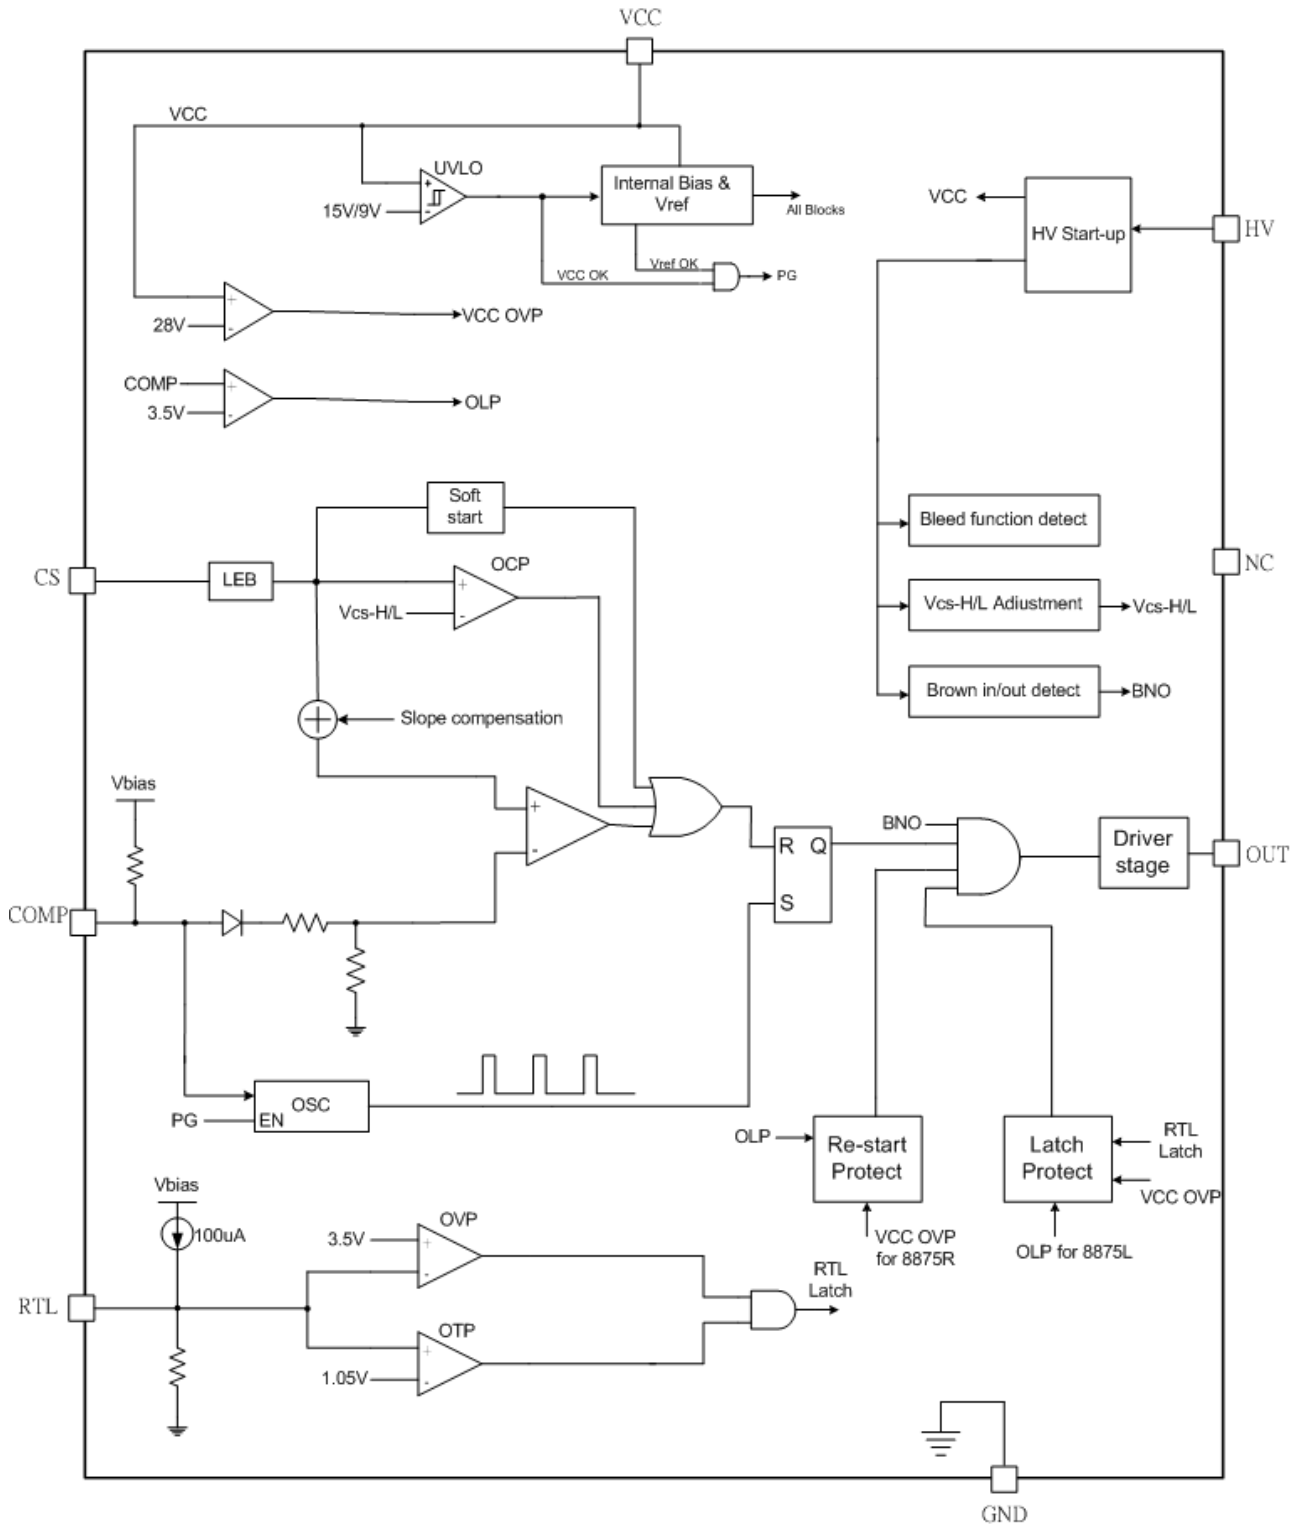 VCC
VCC
UVLO
+
-
15V/9V
Internal Bias &
Vref
All Blocks
VCC
HV Start-up
HV
Vref OK
VCC OK
PG
+
-
28V
VCC OVP
COMP
+
-
3.5V
OLP
Soft
start
Bleed function detect
CS
LEB
OCP
+
-
Vcs-H/L
NC
Vcs-H/L Adiustment
Vcs-H/L
Brown in/out detect
BNO
+
Slope compensation
Vbias
+
-
R
Q
S
BNO
Driver
stage
OUT
COMP
OSC
EN
PG
OLP
Re-start
Protect
Latch
Protect
RTL
Latch
VCC OVP
VCC OVP
for 8875R
OLP for 8875L
Vbias
100uA
OVP
3.5V
+
-
RTL
Latch
RTL
OTP
+
-
1.05V
GND